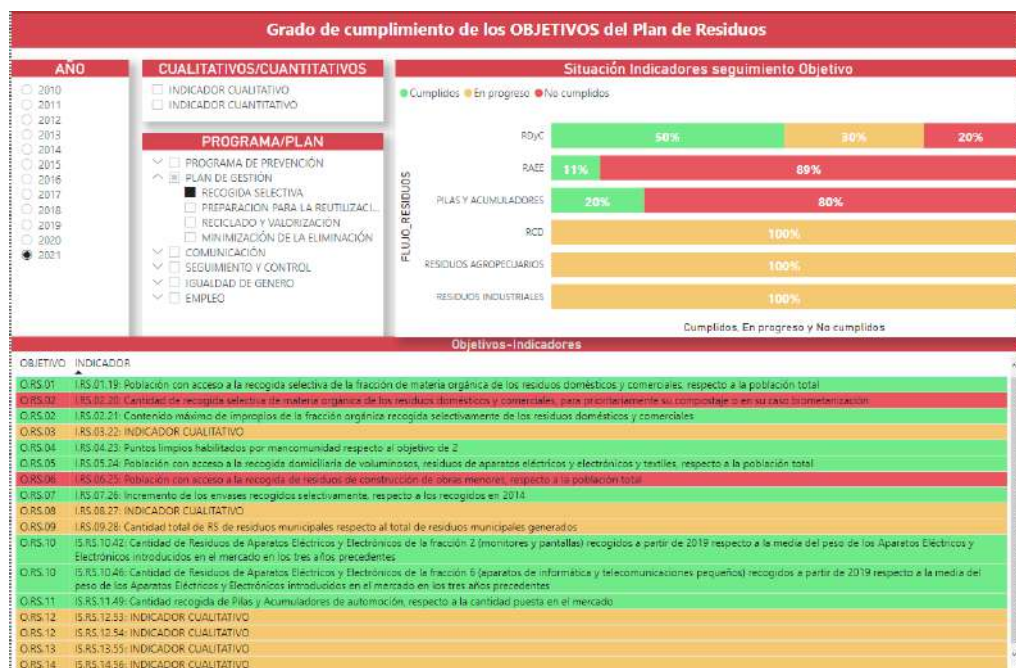 Grado de cumplimiento de los OBJETIVOS del Plan de Residuos
AÑO
2010
2011
2012
2013
2014
2015
2016
2017
2018
2019
2020
2021
CUALITATIVOS/CUANTITATIVOS
INDICADOR CUALITATIVO
INDICADOR CUANTITATIVO
PROGRAMA/PLAN
PROGRAMA DE PREVENCIÓN
PLAN DE GESTIÓN
RECOGIDA SELECTIVA
PREPARACION PARA LA REUTILIZACI...
RECICLADO Y VALORIZACIÓN
MINIMIZACIÓN DE LA ELIMINACIÓN
COMUNICACIÓN
SEGUIMIENTO Y CONTROL
IGUALDAD DE GENERO
EMPLEO
Situación Indicadores seguimiento Objetivo
Cumplidos En progreso No cumplidos
FLUJO_RESIDUOS
RDyC 50% 30% 20%
RAEE 11% 89%
PILAS Y ACUMULADORES 20% 80%
RCD 100%
RESIDUOS AGROPECUARIOS 100%
RESIDUOS INDUSTRIALES 100%
Cumplidos, En progreso y No cumplidos
Objetivos-Indicadores
OBJETIVO INDICADOR
O.RS.01 I.RS.01.19: Población con acceso a la recogida selectiva de la fracción de materia orgánica de los residuos domésticos y comerciales, respecto a la población total
O.RS.02 I.RS.02.20: Cantidad de recogida selectiva de materia orgánica de los residuos domésticos y comerciales, para prioritariamente su compostaje o en su caso biometanización
O.RS.02 I.RS.02.21: Contenido máximo de impropios de la fracción orgánica recogida selectivamente de los residuos domésticos y comerciales
O.RS.03 I.RS.03.22: INDICADOR CUALITATIVO
O.RS.04 I.RS.04.23: Puntos limpios habilitados por mancomunidad respecto al objetivo de 2
O.RS.05 I.RS.05.24: Población con acceso a la recogida domiciliaria de voluminosos, residuos de aparatos eléctricos y electrónicos y textiles, respecto a la población total
O.RS.06 I.RS.06.25: Población con acceso a la recogida de residuos de construcción de obras menores, respecto a la población total
O.RS.07 I.RS.07.26: Incremento de los envases recogidos selectivamente, respecto a los recogidos en 2014
O.RS.08 I.RS.08.27: INDICADOR CUALITATIVO
O.RS.09 I.RS.09.28: Cantidad total de RS de residuos municipales respecto al total de residuos municipales generados
O.RS.10 IS.RS.10.42: Cantidad de Residuos de Aparatos Eléctricos y Electrónicos de la fracción 2 (monitores y pantallas) recogidos a partir de 2019 respecto a la media del peso de los Aparatos Eléctricos y
Electrónicos introducidos en el mercado en los tres años precedentes
O.RS.10 IS.RS.10.46: Cantidad de Residuos de Aparatos Eléctricos y Electrónicos de la fracción 6 (aparatos de informática y telecomunicaciones pequeños) recogidos a partir de 2019 respecto a la media del
peso de los Aparatos Eléctricos y Electrónicos introducidos en el mercado en los tres años precedentes
O.RS.11 IS.RS.11.49: Cantidad recogida de Pilas y Acumuladores de automoción, respecto a la cantidad puesta en el mercado
O.RS.12 IS.RS.12.53: INDICADOR CUALITATIVO
O.RS.12 IS.RS.12.54: INDICADOR CUALITATIVO
O.RS.13 IS.RS.13.55: INDICADOR CUALITATIVO
O.RS.14 IS.RS.14.56: INDICADOR CUALITATIVO